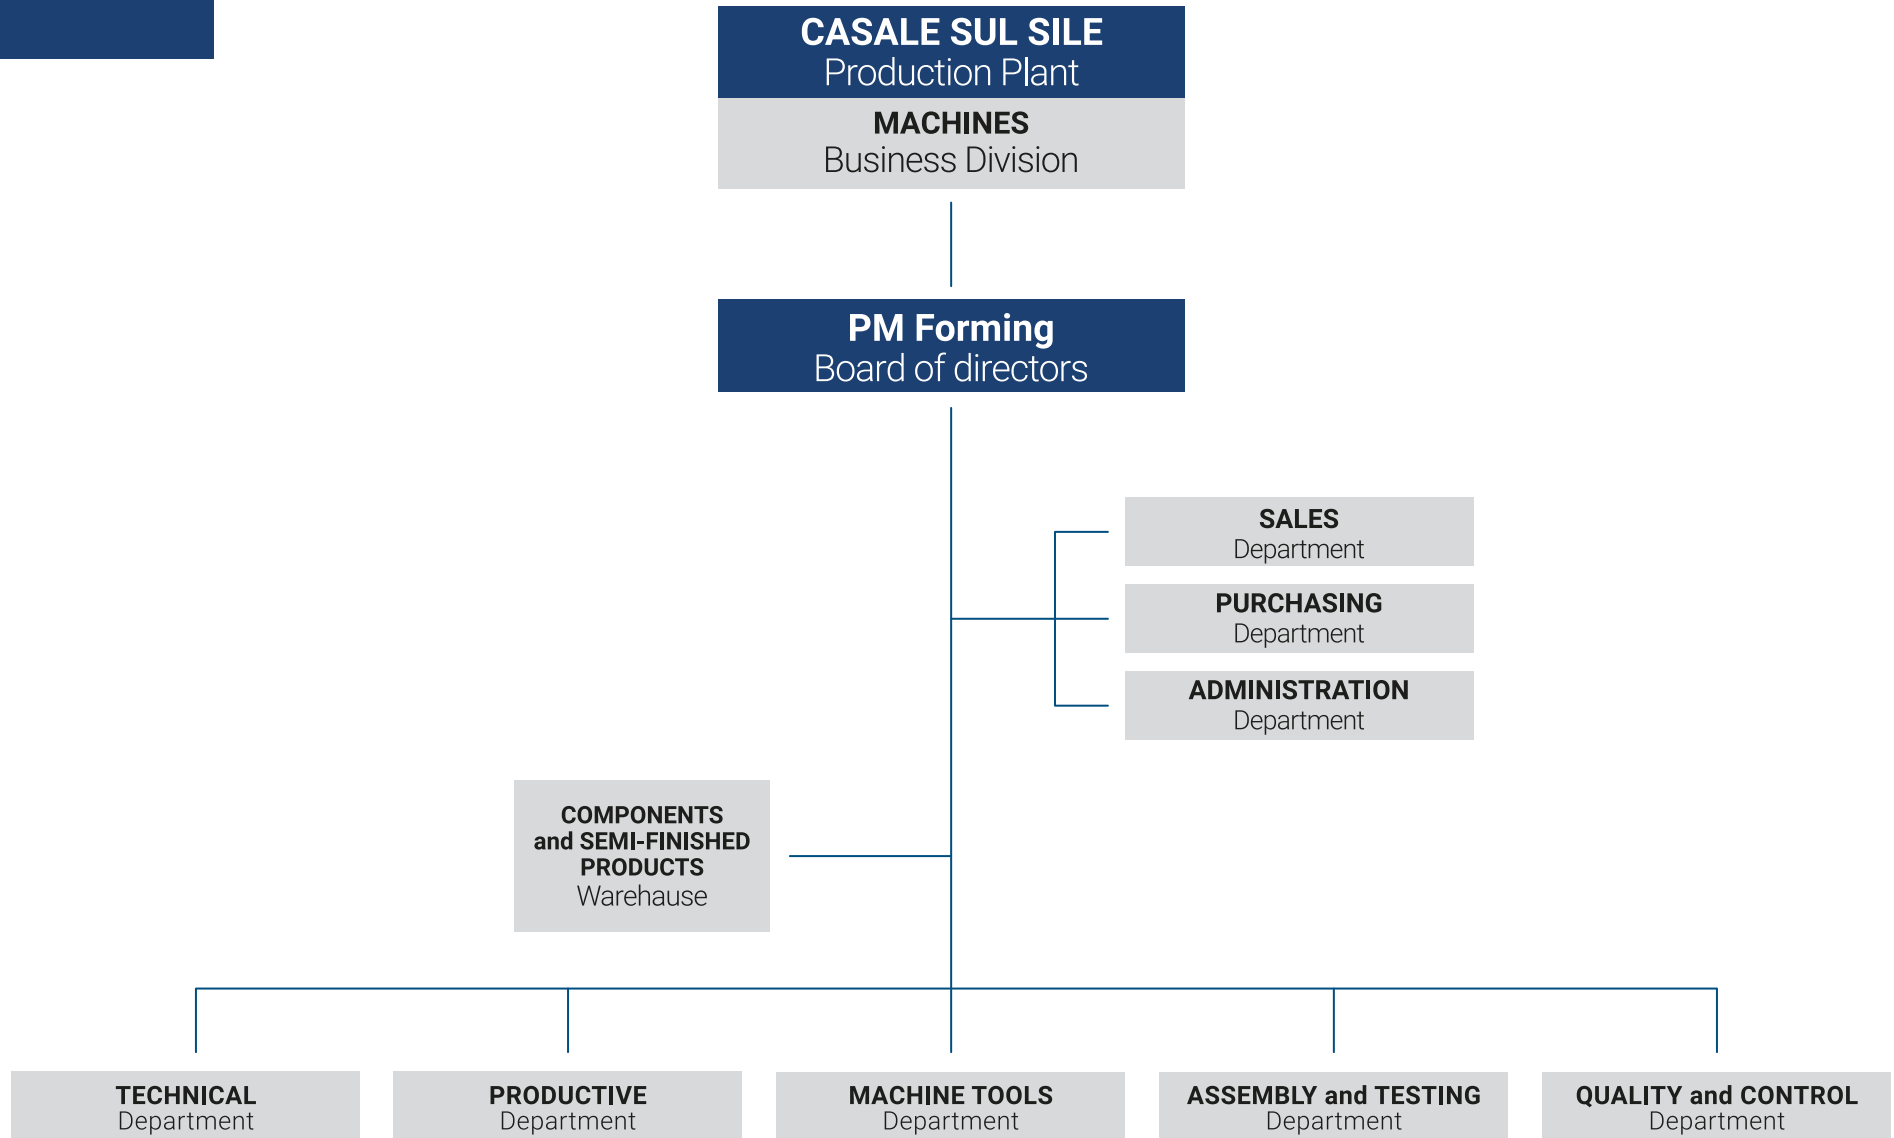 CASALE SUL SILE
Production Plant
MACHINES
Business Division
PM Forming
Board of directors
SALES
Department
PURCHASING
Department
ADMINISTRATION
Department
COMPONENTS
and SEMI-FINISHED
PRODUCTS
Warehause
TECHNICAL
Department
PRODUCTIVE
Department
MACHINE TOOLS
Department
ASSEMBLY and TESTING
Department
QUALITY and CONTROL
Department